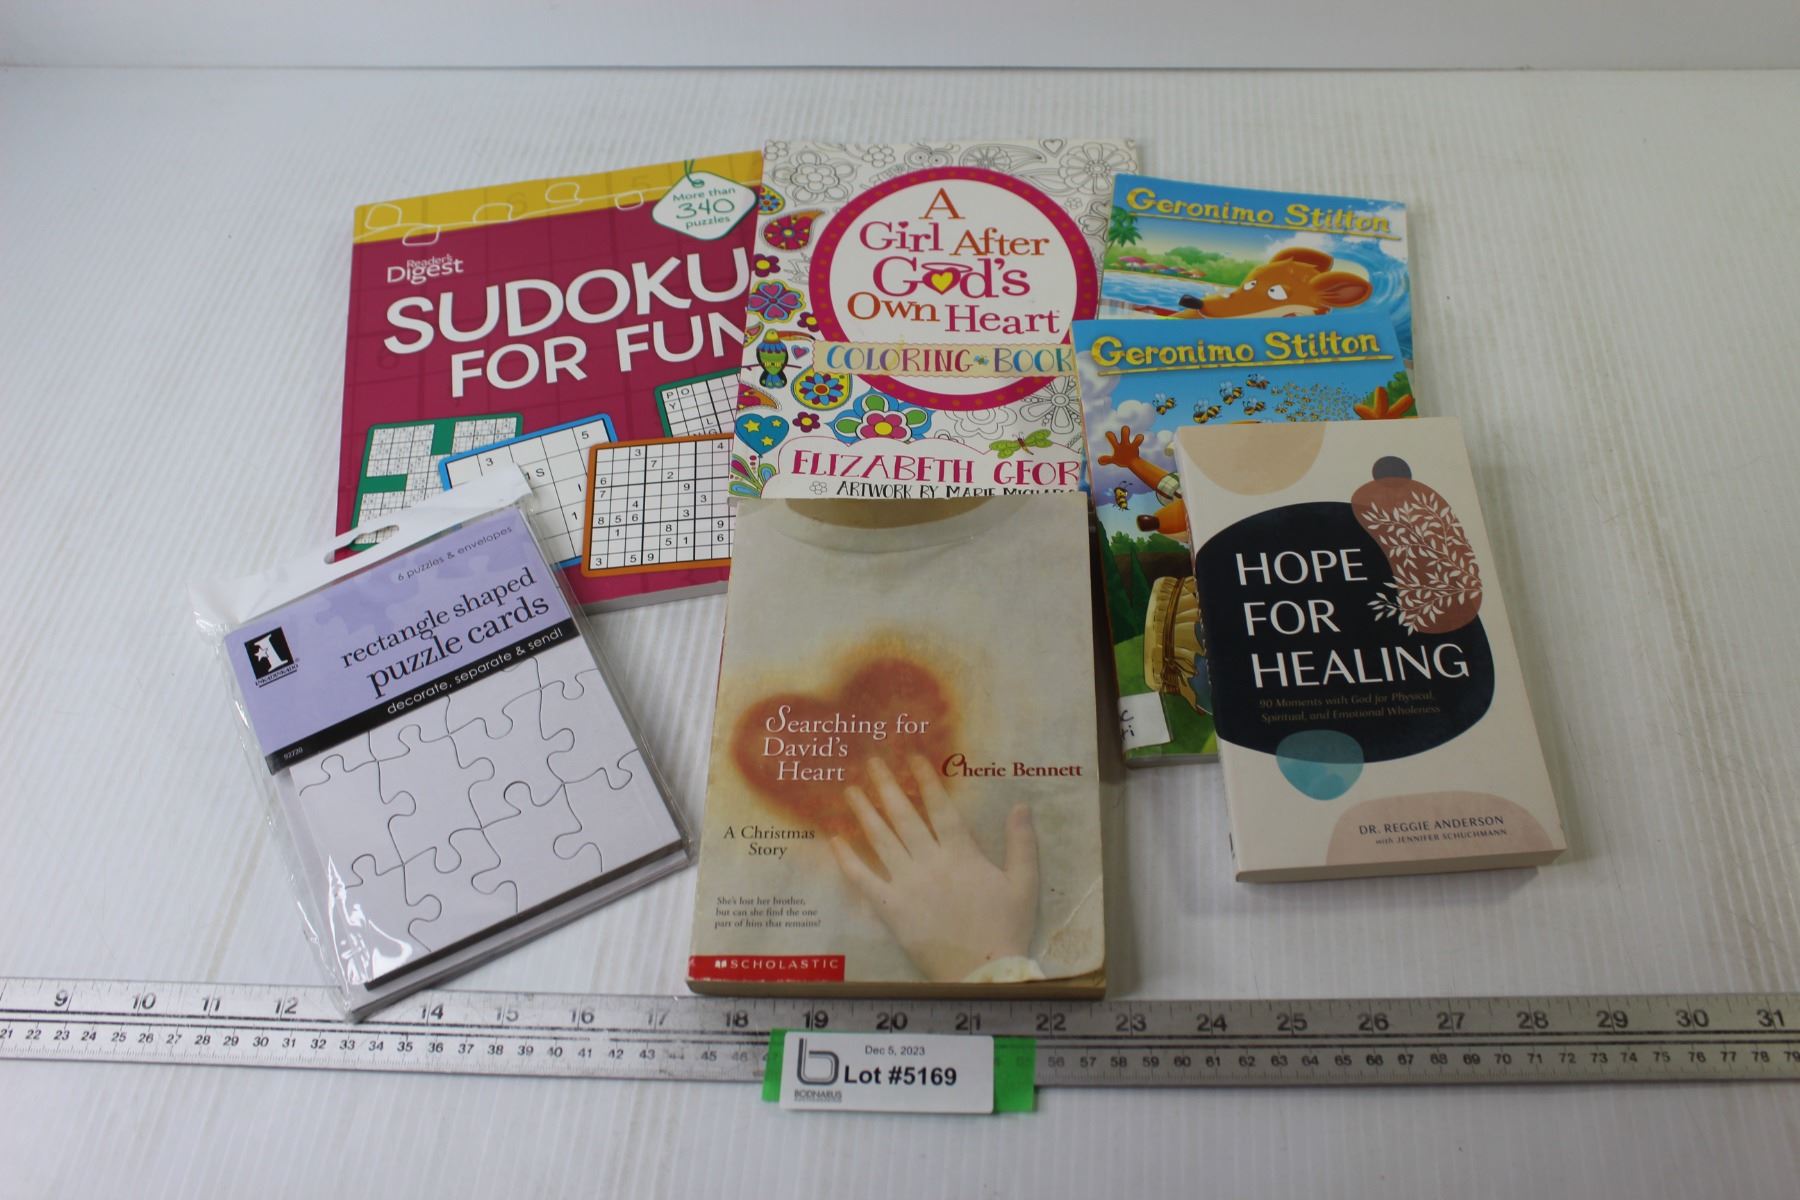 More than
340
puzzles
Reader's
Digest
SUDOKU
FOR FUN
A
Girl After
God's
Own Heart
COLORING BOOK
ELIZABETH GEOR
ARTWORK BY MARIE MICHAELS
Geronimo Stilton
Geronimo Stilton
HOPE
FOR
HEALING
90 Moments with God for Physical,
Spiritual, and Emotional Wholeness
DR. REGGIE ANDERSON
with JENNIFER SCHUCHMANN
6 puzzles & envelopes
rectangle shaped
puzzle cards
decorate, separate & send!
INKADINKADO
92720
Searching for
David's
Heart
Cherie Bennett
A Christmas
Story
She's lost her brother,
but can she find the one
part of him that remains?
SCHOLASTIC
9 10 11 12 14 15 16 17 18 19 20 21 22 23 24 25 26 27 28 29 30 31
21 22 23 24 25 26 27 28 29 30 31 32 33 34 35 36 37 38 39 40 41 42 43 44 45 46 56 57 58 59 60 61 62 63 64 65 66 67 68 69 70 71 72 73 74 75 76 77 78 79
Dec 5, 2023
Lot #5169
BODNARUS